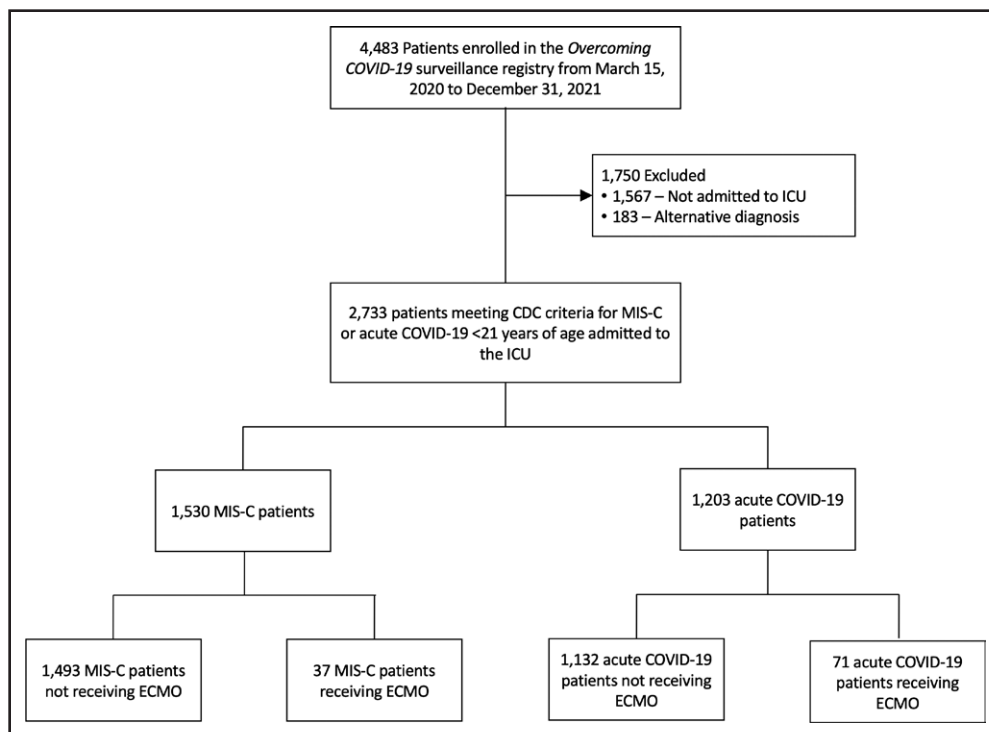 4,483 Patients enrolled in the Overcoming
COVID-19 surveillance registry from March 15,
2020 to December 31, 2021
1,750 Excluded
• 1,567 – Not admitted to ICU
• 183 – Alternative diagnosis
2,733 patients meeting CDC criteria for MIS-C
or acute COVID-19 <21 years of age admitted to
the ICU
1,530 MIS-C patients
1,203 acute COVID-19
patients
1,493 MIS-C patients
not receiving ECMO
37 MIS-C patients
receiving ECMO
1,132 acute COVID-19
patients not receiving
ECMO
71 acute COVID-19
patients receiving
ECMO